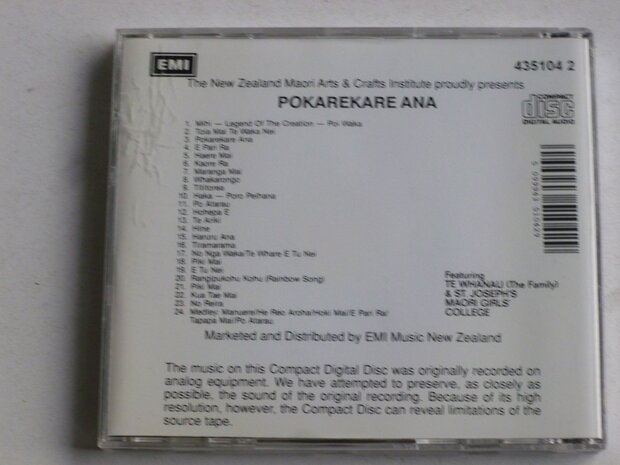 EMI
435104 2
The New Zealand Maori Arts & Crafts Institute proudly presents
POKAREKARE ANA
COMPACT
disc
DIGITAL AUDIO
1. Mihi — Legend Of The Creation — Poi Waka
2. Toia Mai Te Waka Nei
3. Pokarekare Ana
4. E Pari Ra
5. Haere Mai
6. Kaore Ra
7. Maranga Mai
8. Whakarongo
9. Tititorea
10. Haka — Poro Peihana
11. Po Atarau
12. Hohepa E
13. Te Ariki
14. Hine
15. Haruru Ana
16. Tiramarama
17. No Nga Waka/Te Whare E Tu Nei
18. Piki Mai
19. E Tu Nei
20. Rangipukohu Kohu (Rainbow Song)
21. Piki Mai
22. Kua Tae Mai
23. No Reira
24. Medley: Manuere/He Reo Aroha/Hoki Mai/E Pari Ra/
Tapapa Mai/Po Atarau
Featuring
TE WHANAU (The Family)
& ST. JOSEPH'S
MAORI GIRLS
COLLEGE
Marketed and Distributed by EMI Music New Zealand
The music on this Compact Digital Disc was originally recorded on
analog equipment. We have attempted to preserve, as closely as
possible, the sound of the original recording. Because of its high
resolution, however, the Compact Disc can reveal limitations of the
source tape.